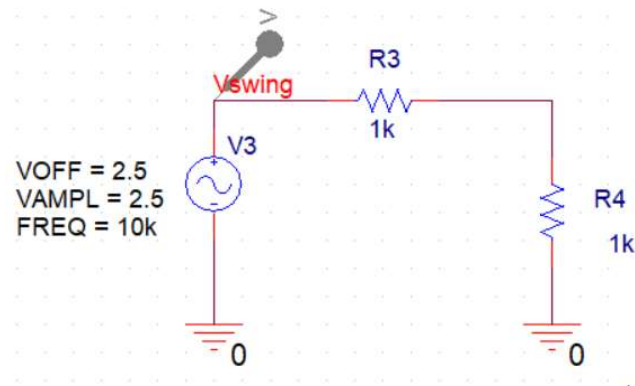 V
Vswing
R3
1k
V3
VOFF = 2.5
VAMPL = 2.5
FREQ = 10k
R4
1k
0
0